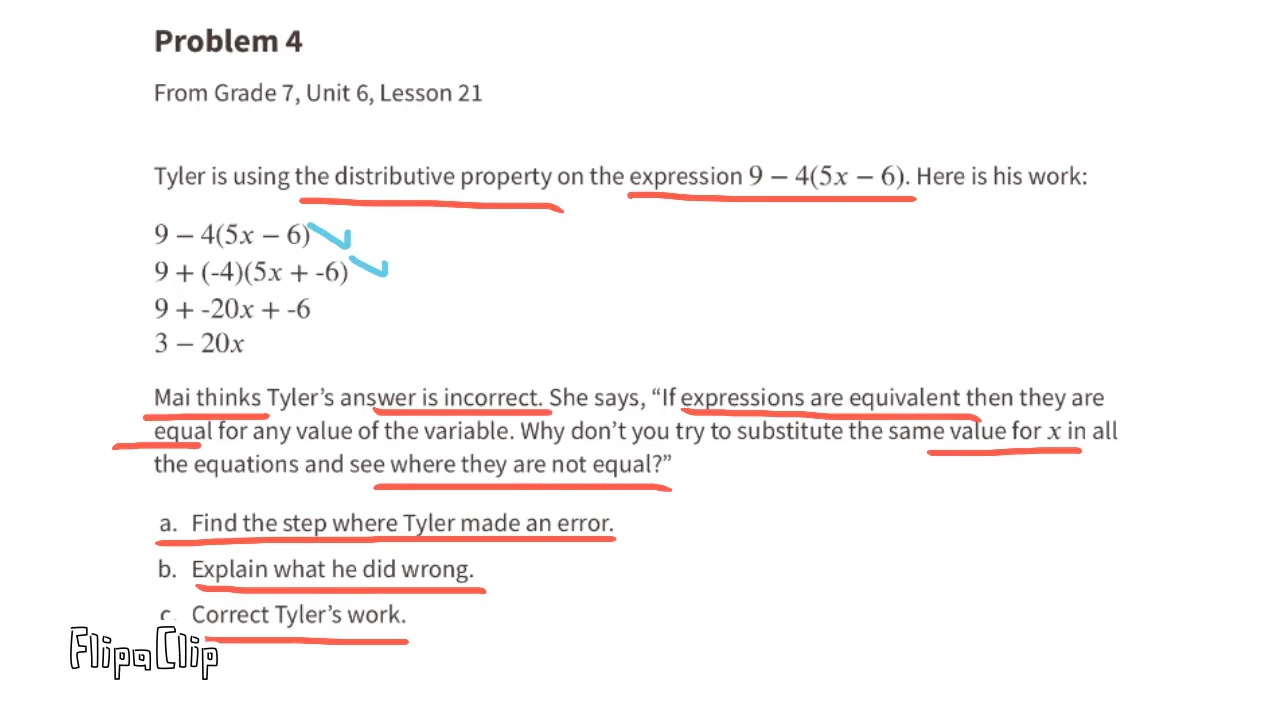 Problem 4
From Grade 7, Unit 6, Lesson 21
Tyler is using the distributive property on the expression 9 − 4(5x − 6). Here is his work:
9 − 4(5x − 6)
9 + (-4)(5x + -6)
9 + -20x + -6
3 − 20x
Mai thinks Tyler’s answer is incorrect. She says, “If expressions are equivalent then they are
equal for any value of the variable. Why don’t you try to substitute the same value for x in all
the equations and see where they are not equal?”
a. Find the step where Tyler made an error.
b. Explain what he did wrong.
c. Correct Tyler’s work.
FlipaClip